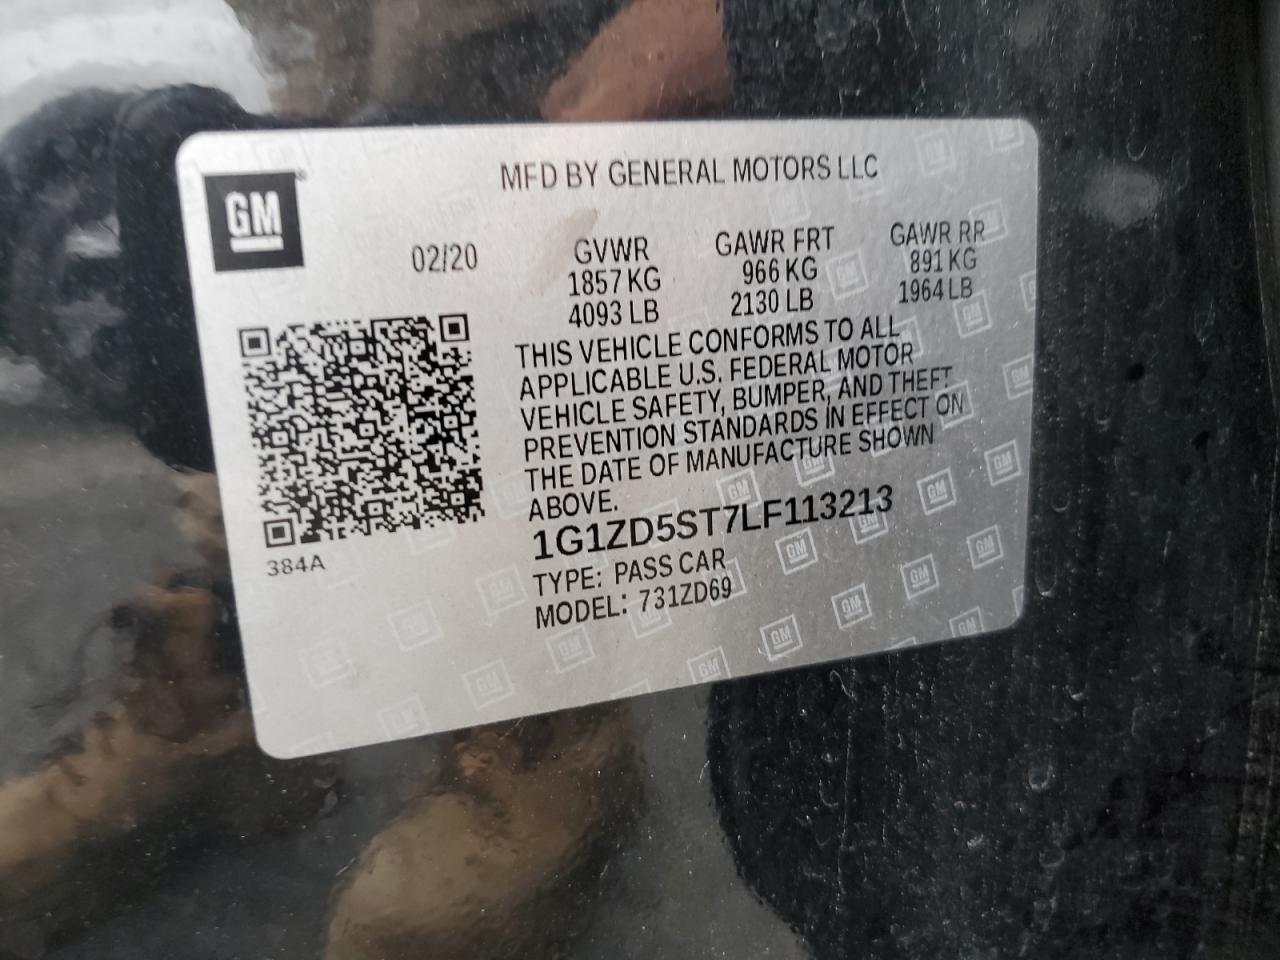 GM
MFD BY GENERAL MOTORS LLC
02/20
GVWR
1857 KG
4093 LB
GAWR FRT
966 KG
2130 LB
GAWR RR
891 KG
1964 LB
THIS VEHICLE CONFORMS TO ALL
APPLICABLE U.S. FEDERAL MOTOR
VEHICLE SAFETY, BUMPER, AND THEFT
PREVENTION STANDARDS IN EFFECT ON
THE DATE OF MANUFACTURE SHOWN
ABOVE.
1G1ZD5ST7LF113213
TYPE: PASS CAR
MODEL: 731ZD69
384A